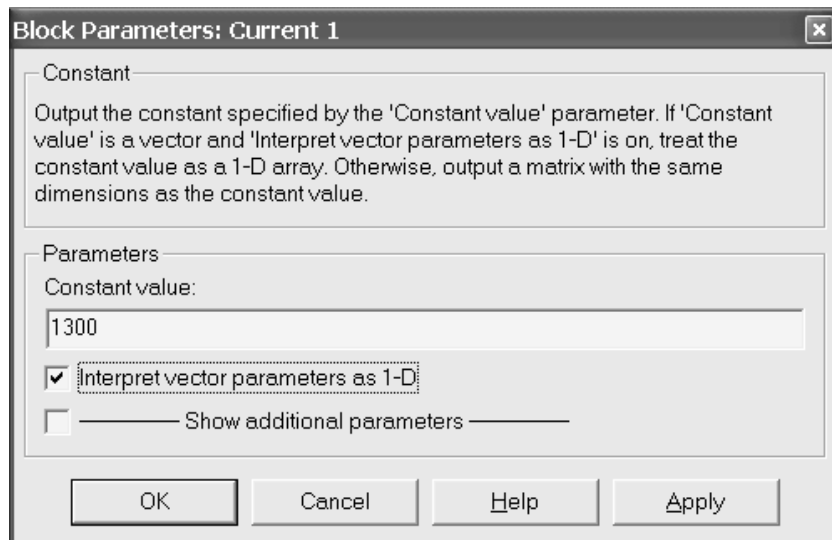 Block Parameters: Current 1
Constant
Output the constant specified by the 'Constant value' parameter. If 'Constant
value' is a vector and 'Interpret vector parameters as 1-D' is on, treat the
constant value as a 1-D array. Otherwise, output a matrix with the same
dimensions as the constant value.
Parameters
Constant value:
1300
Interpret vector parameters as 1-D
Show additional parameters
OK Cancel Help Apply